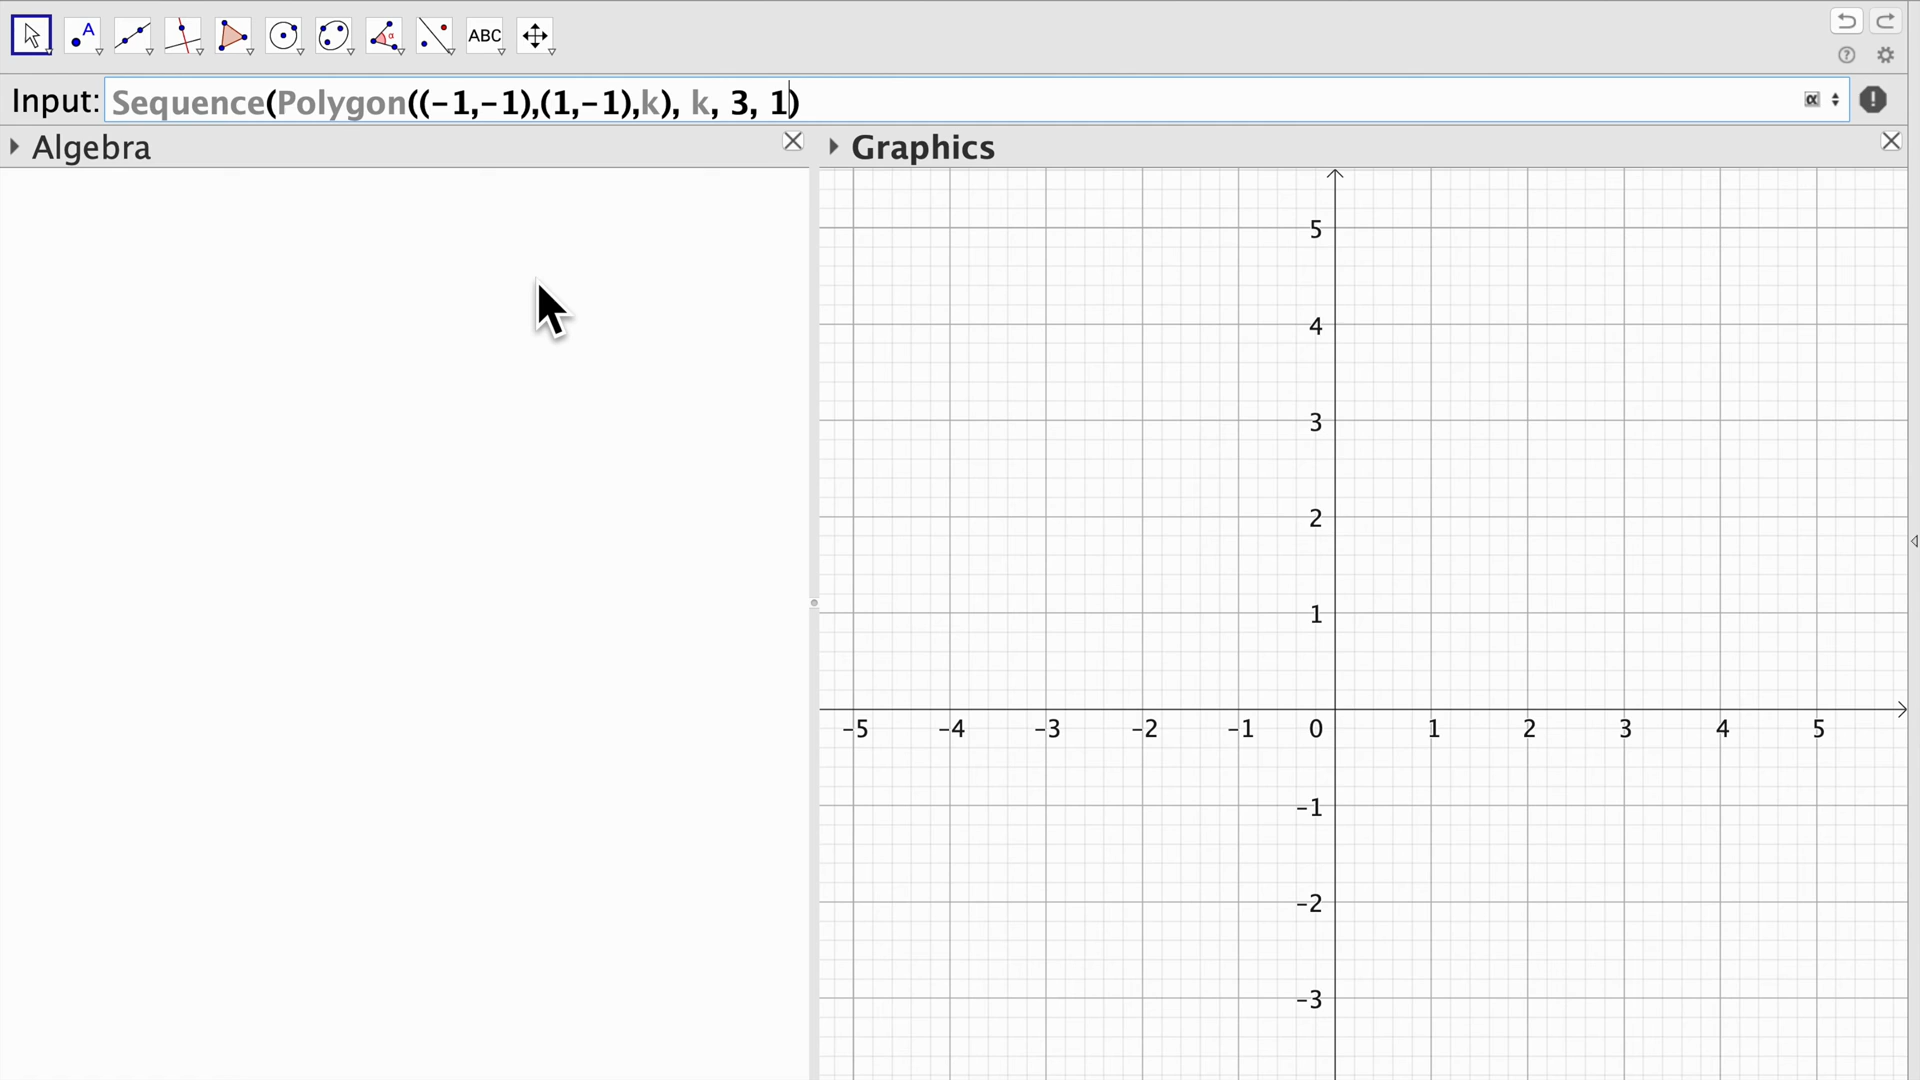 A
α
ABC
Input: Sequence(Polygon((-1,-1),(1,-1),k), k, 3, 1)
α
Algebra
Graphics
5
4
3
2
1
-5 -4 -3 -2 -1 0 1 2 3 4 5
-1
-2
-3